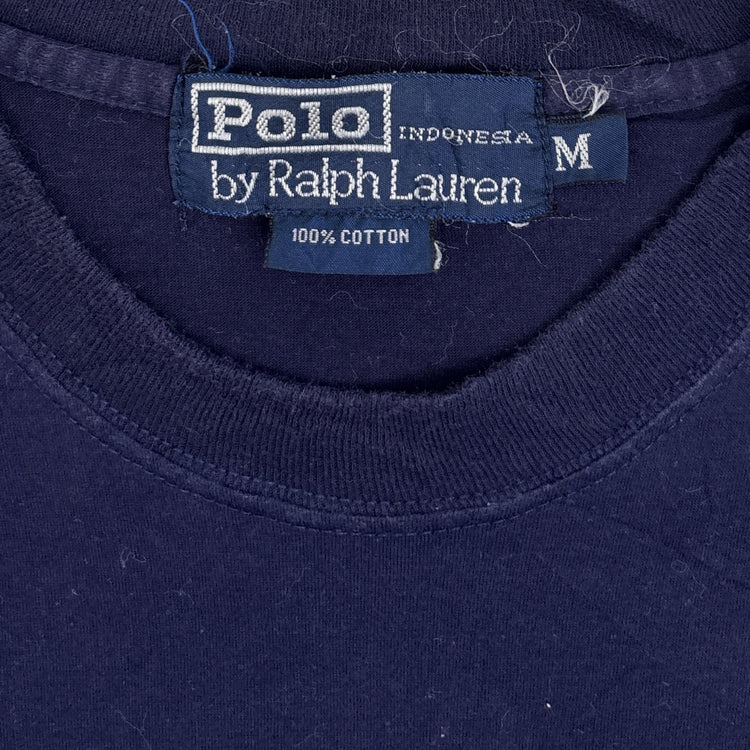 Polo INDONESIA M
by Ralph Lauren
100% COTTON